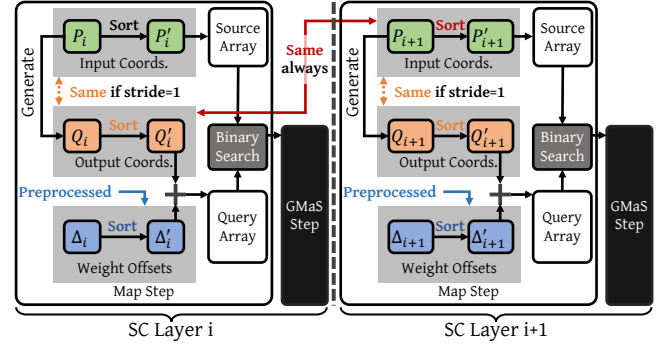 Generate
P_i Sort P'_i
Input Coords.
Source
Array
Same if stride=1
Q_i Sort Q'_i
Output Coords.
Binary
Search
Preprocessed
Query
Array
Δ_i Sort Δ'_i
Weight Offsets
Map Step
GMaS
Step
SC Layer i
Same
always
Generate
P_{i+1} Sort P'_{i+1}
Input Coords.
Source
Array
Same if stride=1
Q_{i+1} Sort Q'_{i+1}
Output Coords.
Binary
Search
Preprocessed
Query
Array
Δ_{i+1} Sort Δ'_{i+1}
Weight Offsets
Map Step
GMaS
Step
SC Layer i+1